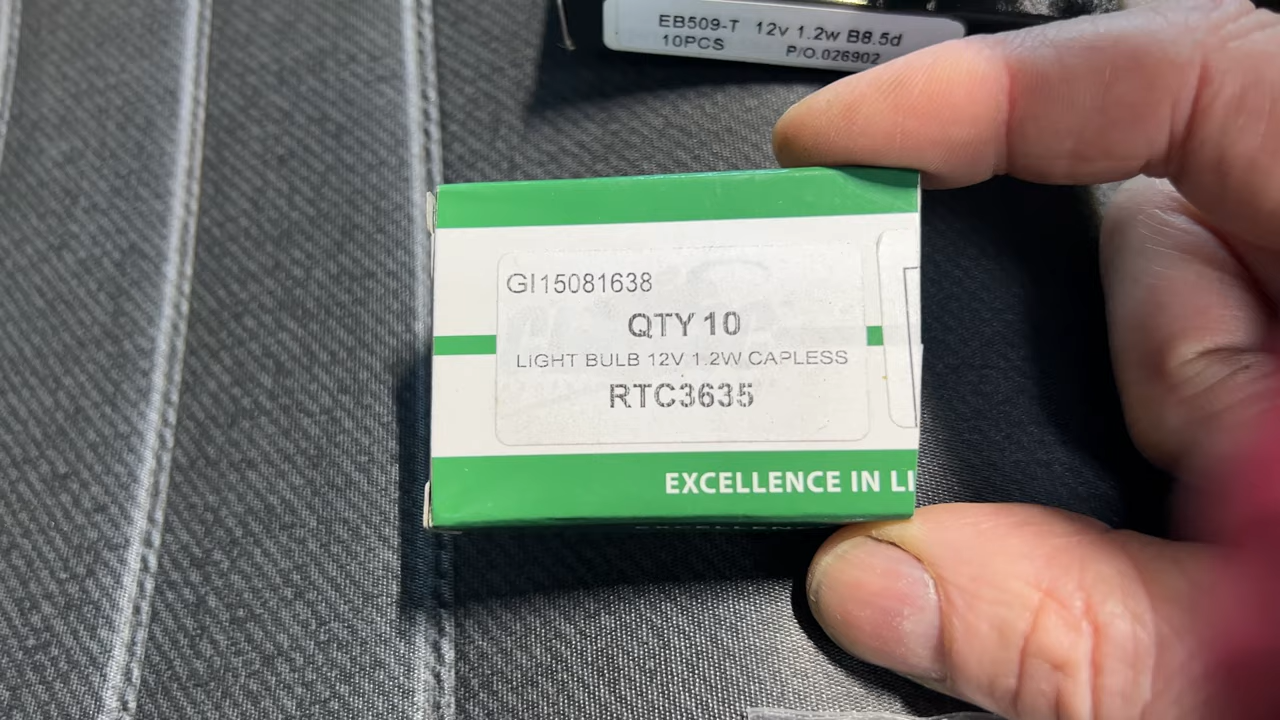 EB509-T 12v 1.2w B8.5d
10PCS P/O.026902
GI15081638
QTY 10
LIGHT BULB 12V 1.2W CAPLESS
RTC3635
EXCELLENCE IN LI
EXCELLENCE